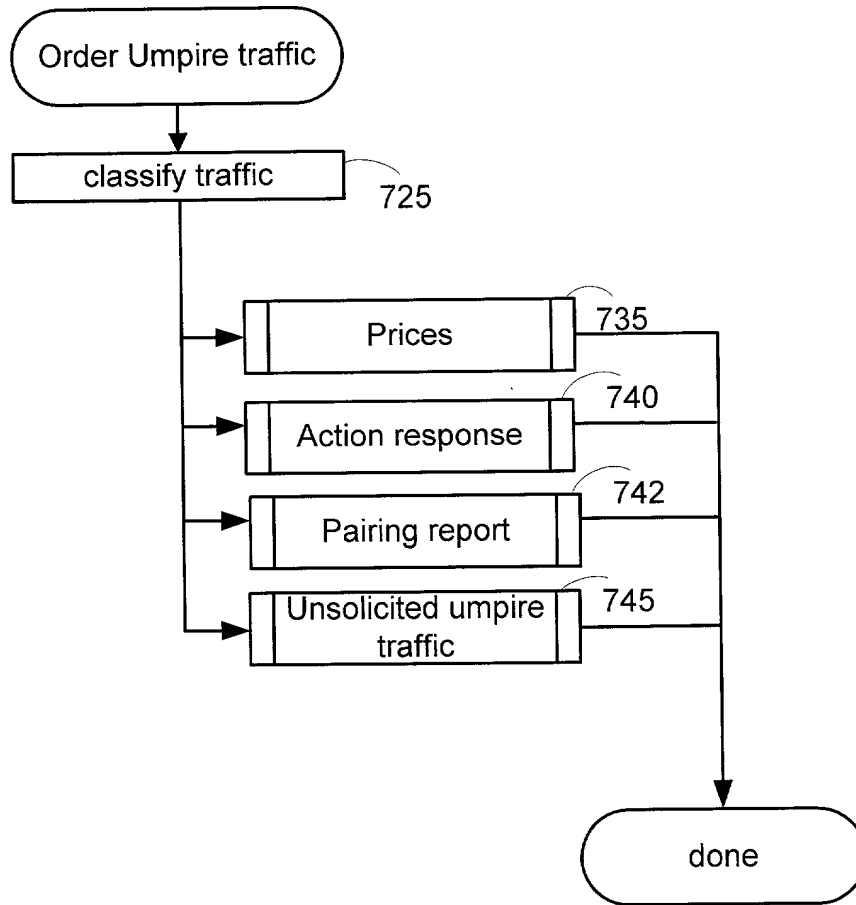 Order Umpire traffic
classify traffic
725
Prices
735
Action response
740
Pairing report
742
Unsolicited umpire
traffic
745
done